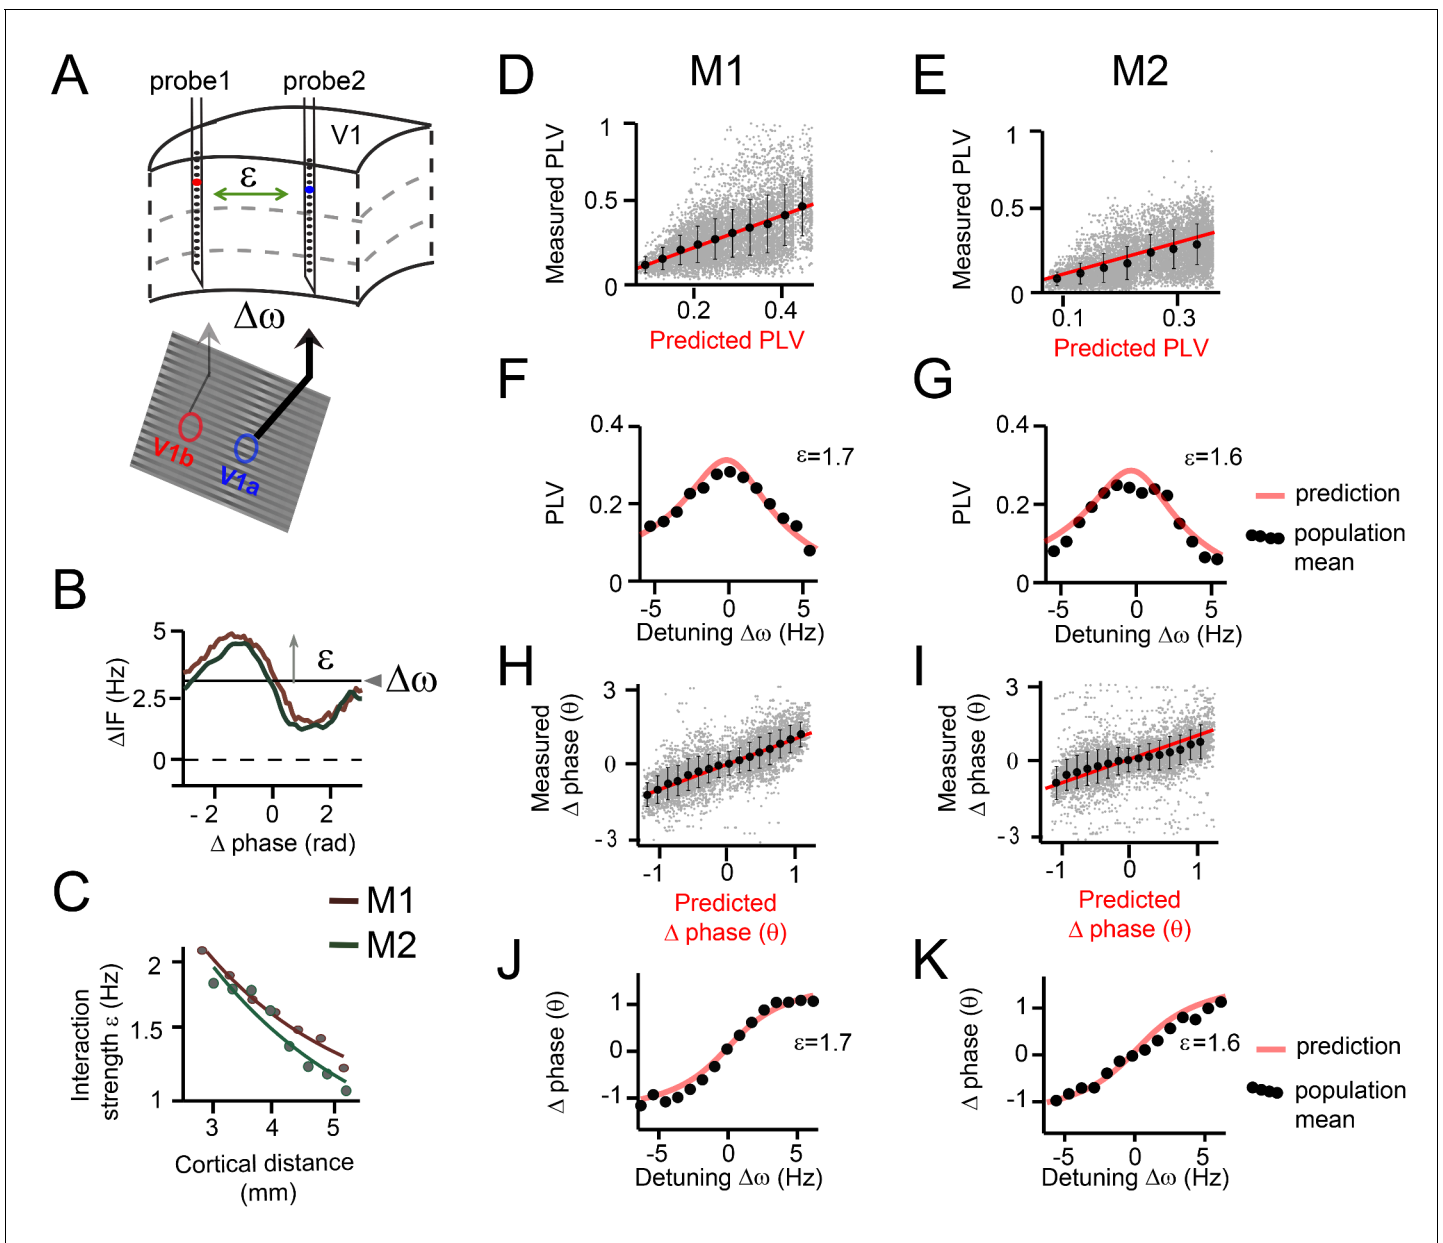 A
probe1 probe2
V1
ε
Δω
V1b
V1a
B
ΔIF (Hz)
5
2.5
0
ε
Δω
- 2 0 2
Δ phase (rad)
C
M1
M2
Interaction
strength ε (Hz)
2
1.5
1
3 4 5
Cortical distance
(mm)
D
M1
Measured PLV
1
0.5
0
0.2 0.4
Predicted PLV
E
M2
Measured PLV
1
0.5
0
0.1 0.3
Predicted PLV
F
PLV
0.4
0.2
0
ε=1.7
-5 0 5
Detuning Δω (Hz)
G
PLV
0.4
0.2
0
ε=1.6
-5 0 5
Detuning Δω (Hz)
prediction
population
mean
H
Measured
Δ phase (θ)
3
0
-3
-1 0 1
Predicted
Δ phase (θ)
I
Measured
Δ phase (θ)
3
0
-3
-1 0 1
Predicted
Δ phase (θ)
J
Δ phase (θ)
1
0
-1
ε=1.7
-5 0 5
Detuning Δω (Hz)
K
Δ phase (θ)
1
0
-1
ε=1.6
-5 0 5
Detuning Δω (Hz)
prediction
population
mean